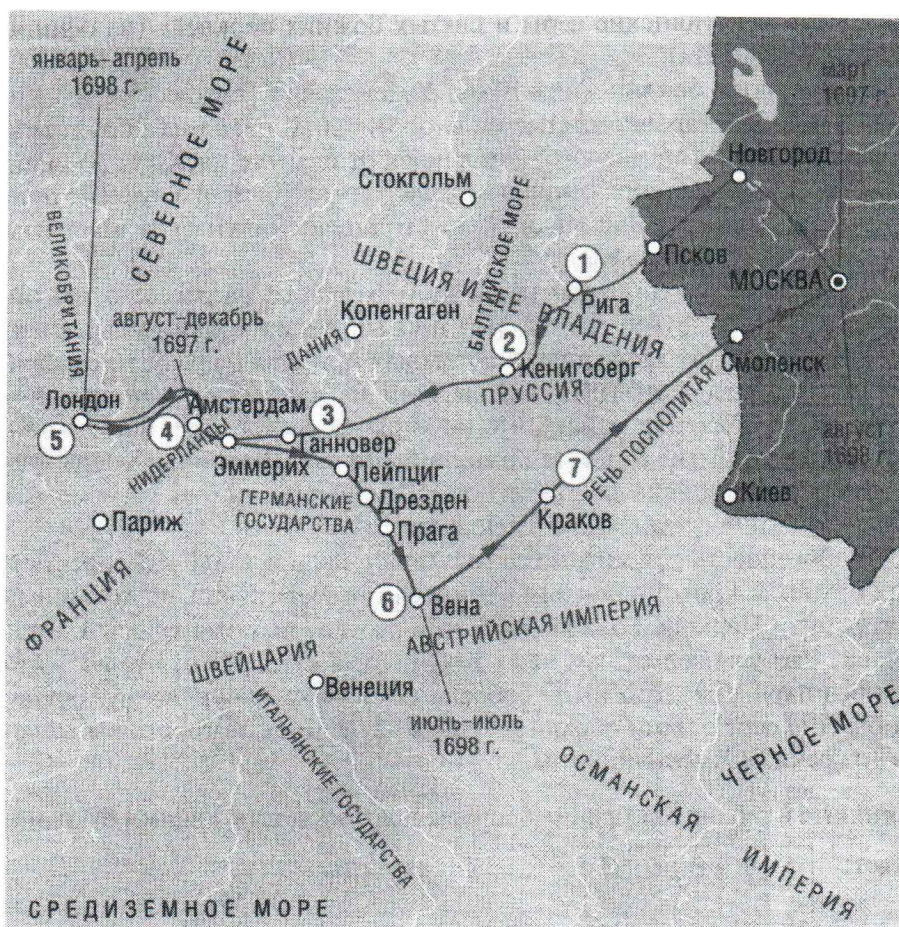 январь–апрель
1698 г.
СЕВЕРНОЕ МОРЕ
март
1697 г.
Новгород
Стокгольм
ВЕЛИКОБРИТАНИЯ
БАЛТИЙСКОЕ МОРЕ
Псков
1
Рига
МОСКВА
ШВЕЦИЯ И ЕЕ ВЛАДЕНИЯ
август–декабрь
1697 г.
Копенгаген
ДАНИЯ
2
Кенигсберг
ПРУССИЯ
Смоленск
Лондон
5
4
Амстердам
3
Ганновер
НИДЕРЛАНДЫ
Эммерих
Лейпциг
РЕЧЬ ПОСПОЛИТАЯ
август
1698 г.
7
Краков
Киев
ГЕРМАНСКИЕ
ГОСУДАРСТВА
Дрезден
Париж
Прага
ФРАНЦИЯ
6
Вена
АВСТРИЙСКАЯ ИМПЕРИЯ
ШВЕЙЦАРИЯ
Венеция
ИТАЛЬЯНСКИЕ ГОСУДАРСТВА
июнь–июль
1698 г.
ЧЕРНОЕ МОРЕ
ОСМАНСКАЯ ИМПЕРИЯ
СРЕДИЗЕМНОЕ МОРЕ